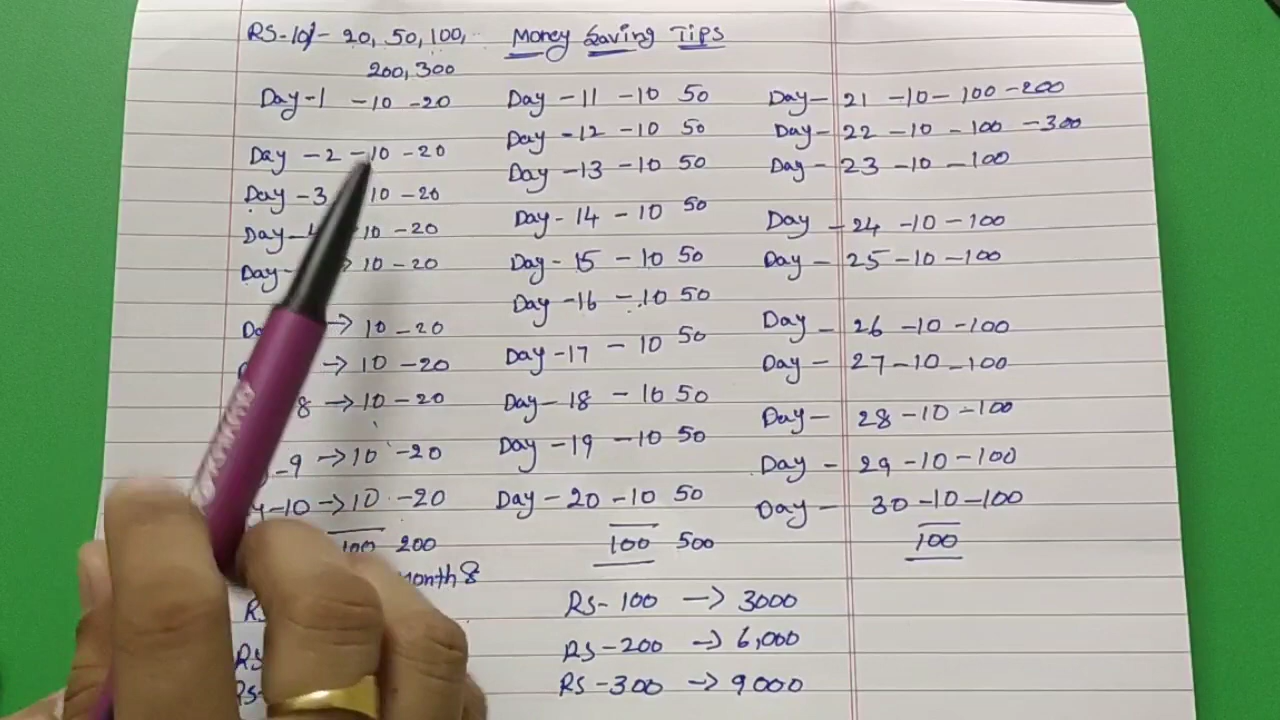 RS-10/- 20, 50, 100, Money Saving Tips
200, 300
Day-1 -10 -20
Day -2 -10 -20
Day -3 10 -20
Day -10 -20
Day- 10 -20
→ 10 -20
→ 10 -20
8 → 10 -20
-9 → 10 -20
-10 → 10 -20
100 200
Day -11 -10 50
Day -12 -10 50
Day -13 -10 50
Day -14 -10 50
Day -15 -10 50
Day -16 -10 50
Day -17 -10 50
Day -18 -10 50
Day -19 -10 50
Day -20 -10 50
100 500
Day- 21 -10 - 100 -200
Day- 22 -10 -100 -300
Day- 23 -10 -100
Day -24 -10 -100
Day -25 -10 -100
Day -26 -10 -100
Day- 27 -10 -100
Day- 28 -10 -100
Day -29 -10 -100
Day- 30 -10 -100
100
RS- 100 → 3000
RS -200 → 6,000
RS -300 → 9000